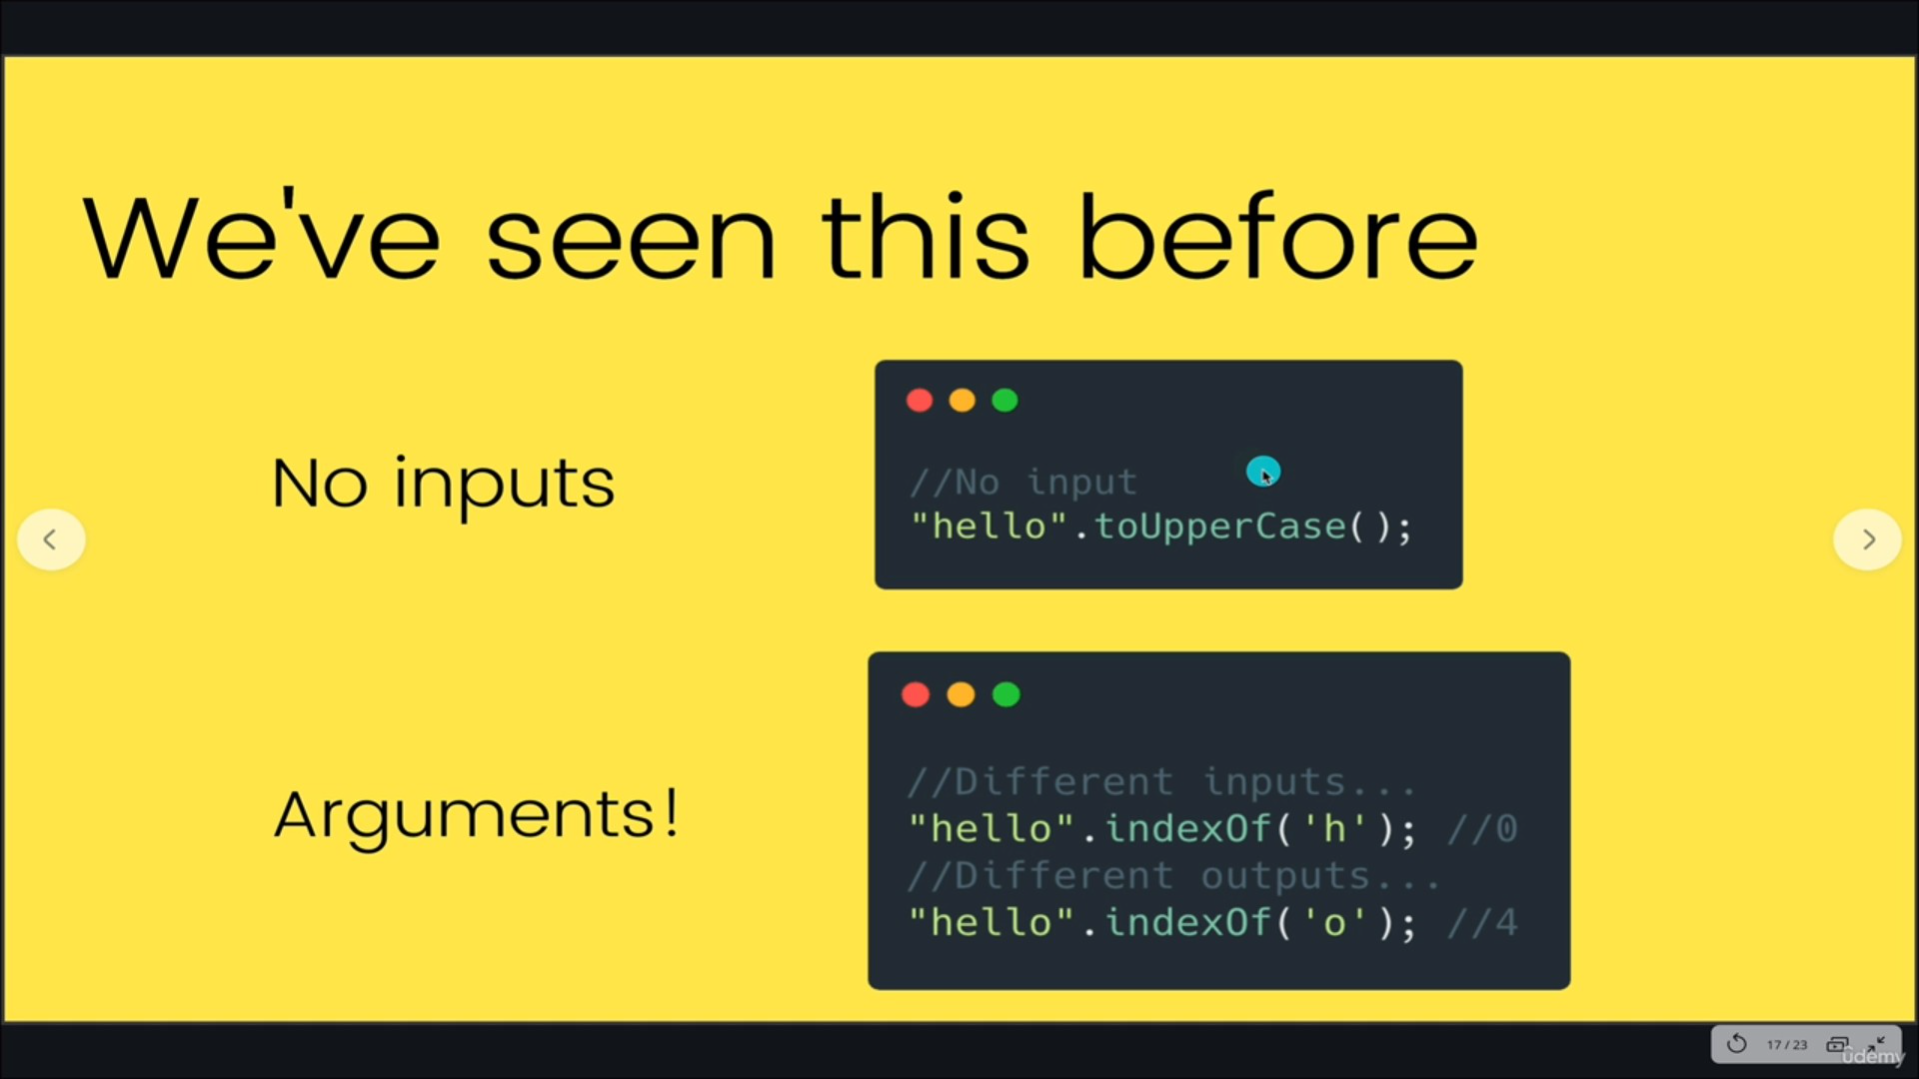 We've seen this before
No inputs
//No input
"hello".toUpperCase();
Arguments!
//Different inputs...
"hello".indexOf('h'); //0
//Different outputs...
"hello".indexOf('o'); //4
17 / 23
ûdemy